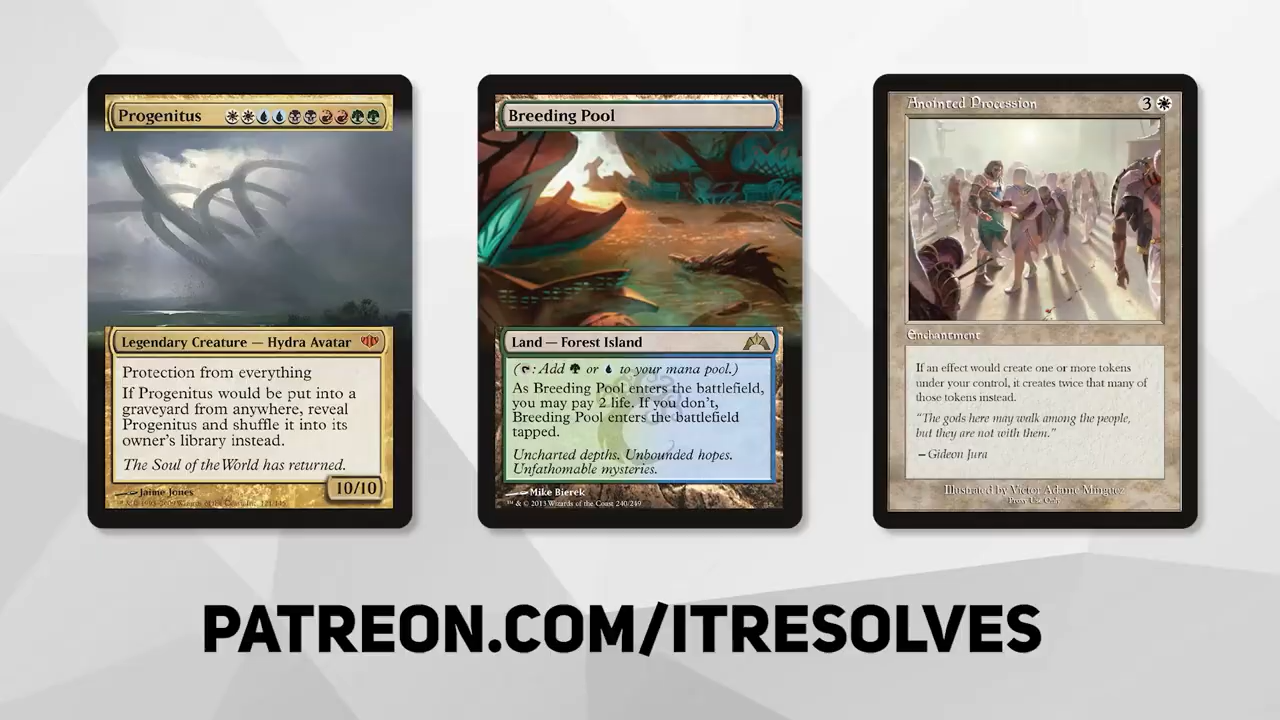 Progenitus
Legendary Creature — Hydra Avatar
Protection from everything
If Progenitus would be put into a
graveyard from anywhere, reveal
Progenitus and shuffle it into its
owner's library instead.
The Soul of the World has returned.
10/10
Jaime Jones
Breeding Pool
Land — Forest Island
( : Add or to your mana pool.)
As Breeding Pool enters the battlefield,
you may pay 2 life. If you don't,
Breeding Pool enters the battlefield
tapped.
Uncharted depths. Unbounded hopes.
Unfathomable mysteries.
Mike Bierek
™ & © 2013 Wizards of the Coast 240/249
Anointed Procession 3
Enchantment
If an effect would create one or more tokens
under your control, it creates twice that many of
those tokens instead.
"The gods here may walk among the people,
but they are not with them."
– Gideon Jura
Illustrated by Victor Adame Minguez
PATREON.COM/ITRESOLVES